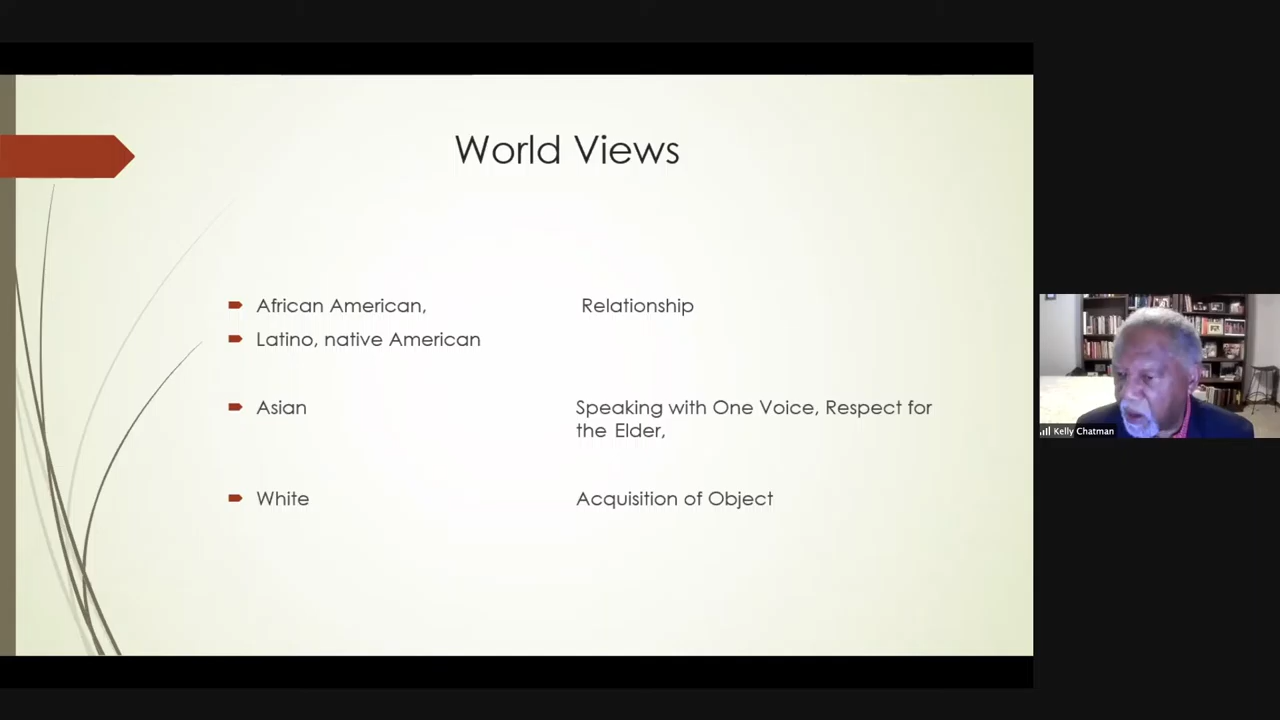 World Views
African American, Relationship
Latino, native American
Asian Speaking with One Voice, Respect for
the Elder,
White Acquisition of Object
Kelly Chatman